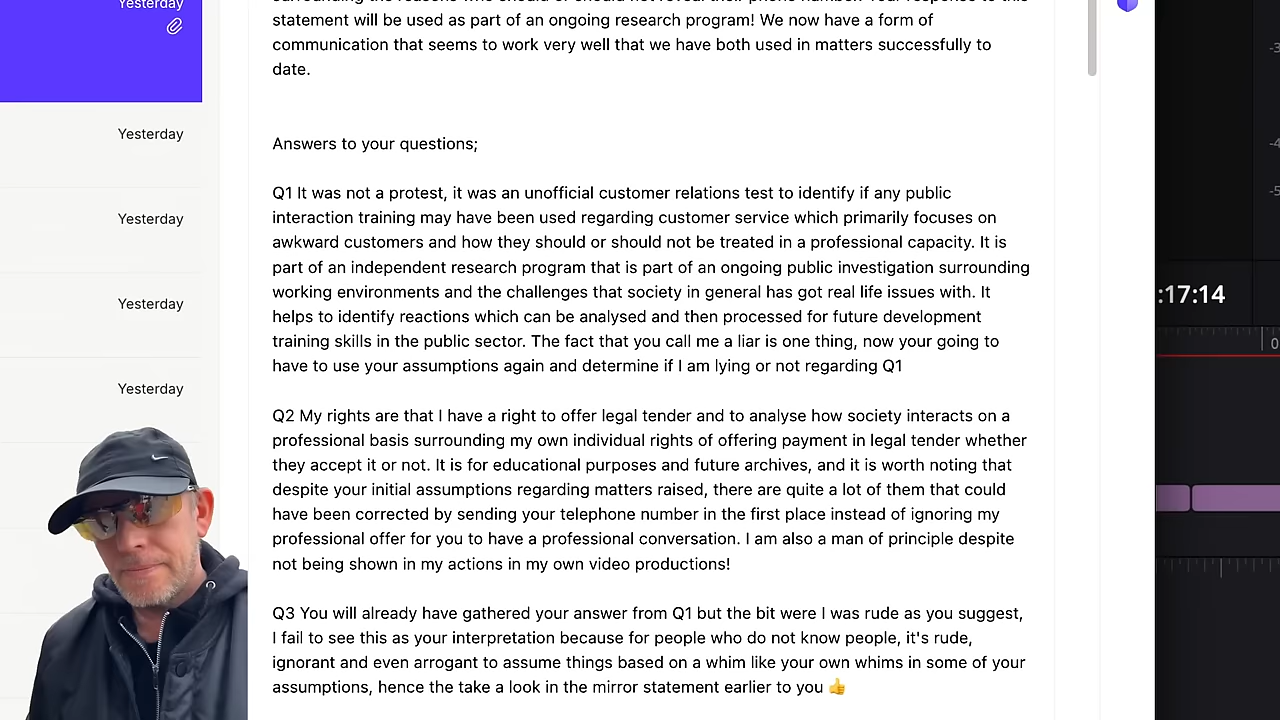 Yesterday
statement will be used as part of an ongoing research program! We now have a form of
communication that seems to work very well that we have both used in matters successfully to
date.
Yesterday
Answers to your questions;
Q1 It was not a protest, it was an unofficial customer relations test to identify if any public
interaction training may have been used regarding customer service which primarily focuses on
awkward customers and how they should or should not be treated in a professional capacity. It is
part of an independent research program that is part of an ongoing public investigation surrounding
working environments and the challenges that society in general has got real life issues with. It
helps to identify reactions which can be analysed and then processed for future development
training skills in the public sector. The fact that you call me a liar is one thing, now your going to
have to use your assumptions again and determine if I am lying or not regarding Q1
Yesterday
Yesterday
Yesterday
Q2 My rights are that I have a right to offer legal tender and to analyse how society interacts on a
professional basis surrounding my own individual rights of offering payment in legal tender whether
they accept it or not. It is for educational purposes and future archives, and it is worth noting that
despite your initial assumptions regarding matters raised, there are quite a lot of them that could
have been corrected by sending your telephone number in the first place instead of ignoring my
professional offer for you to have a professional conversation. I am also a man of principle despite
not being shown in my actions in my own video productions!
Q3 You will already have gathered your answer from Q1 but the bit were I was rude as you suggest,
I fail to see this as your interpretation because for people who do not know people, it's rude,
ignorant and even arrogant to assume things based on a whim like your own whims in some of your
assumptions, hence the take a look in the mirror statement earlier to you 👍
:17:14